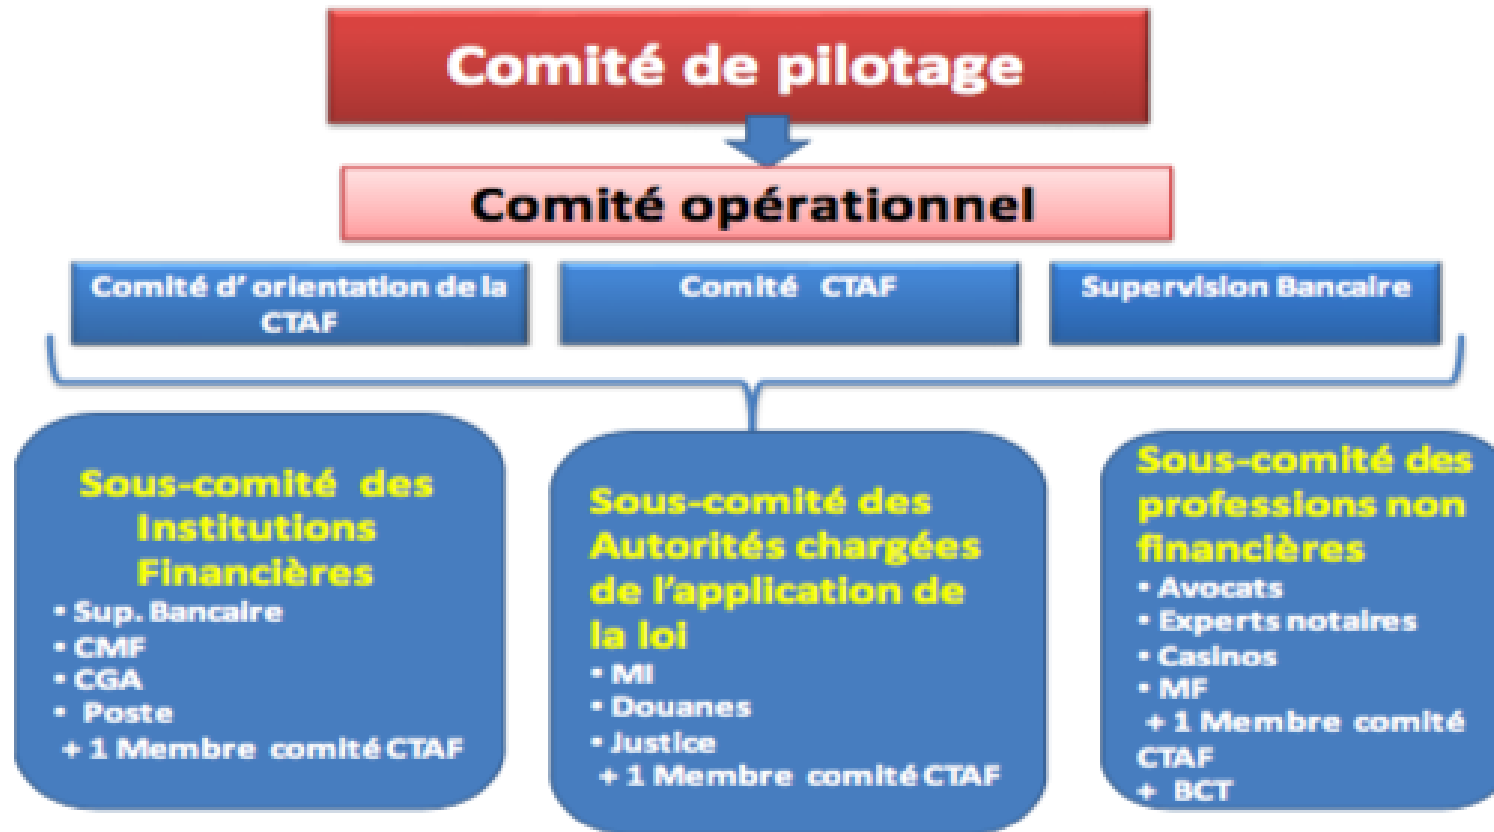 Comité de pilotage
Comité opérationnel
Comité d' orientation de la
CTAF
Comité CTAF
Supervision Bancaire
Sous-comité des
Institutions
Financières
• Sup. Bancaire
• CMF
• CGA
• Poste
+ 1 Membre comité CTAF
Sous-comité des
Autorités chargées
de l'application de
la loi
• MI
• Douanes
• Justice
+ 1 Membre comité CTAF
Sous-comité des
professions non
financières
• Avocats
• Experts notaires
• Casinos
• MF
+ 1 Membre comité
CTAF
+ BCT